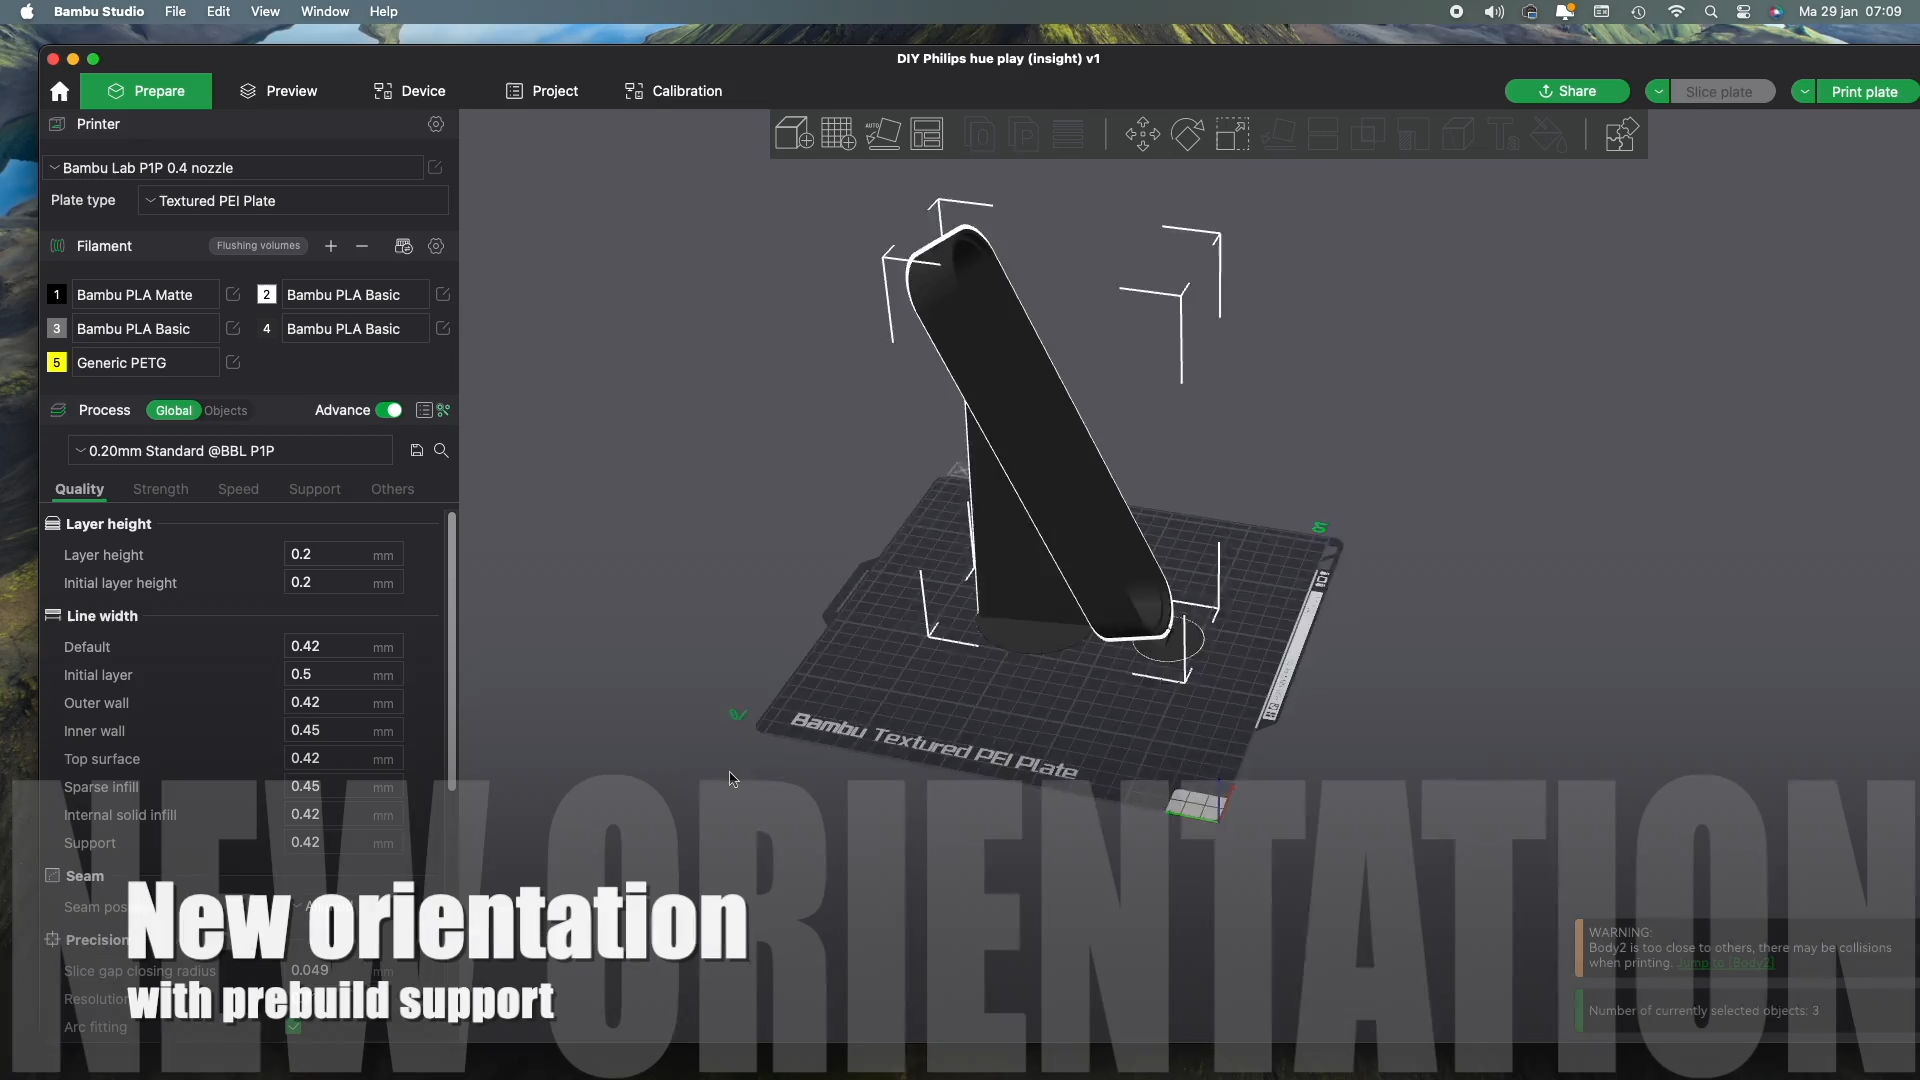 Bambu Studio File Edit View Window Help
Ma 29 jan 07:09
DIY Philips hue play (insight) v1
Prepare Preview Device Project Calibration
Share Slice plate Print plate
Printer
Bambu Lab P1P 0.4 nozzle
Plate type Textured PEI Plate
Filament Flushing volumes
1 Bambu PLA Matte 2 Bambu PLA Basic
3 Bambu PLA Basic 4 Bambu PLA Basic
5 Generic PETG
Process Global Objects Advance
0.20mm Standard @BBL P1P
Quality Strength Speed Support Others
Layer height
Layer height 0.2 mm
Initial layer height 0.2 mm
Line width
Default 0.42 mm
Initial layer 0.5 mm
Outer wall 0.42 mm
Inner wall 0.45 mm
Top surface 0.42 mm
Sparse infill 0.45 mm
Internal solid infill 0.42 mm
Support 0.42 mm
Seam
Precision
Slice gap closing radius 0.049 mm
Arc fitting
AUTO
Bambu Textured PEI Plate
NEW ORIENTATION
New orientation
with prebuild support
WARNING:
Body2 is too close to others, there may be collisions
when printing. Jump to [Body2]
Number of currently selected objects: 3